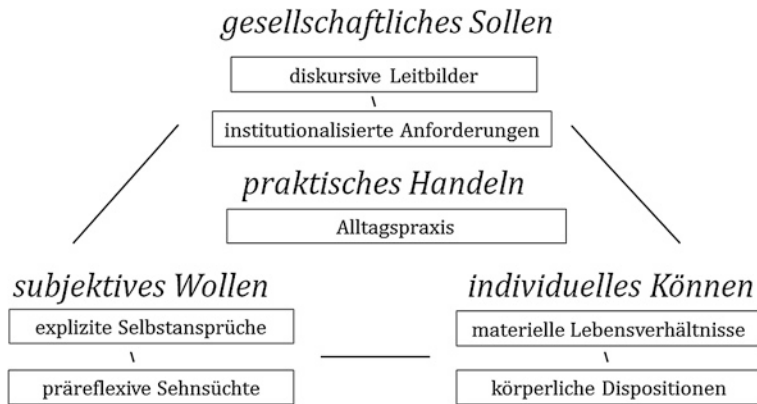 gesellschaftliches Sollen
diskursive Leitbilder
institutionalisierte Anforderungen
praktisches Handeln
Alltagspraxis
subjektives Wollen
explizite Selbstansprüche
präreflexive Sehnsüchte
individuelles Können
materielle Lebensverhältnisse
körperliche Dispositionen